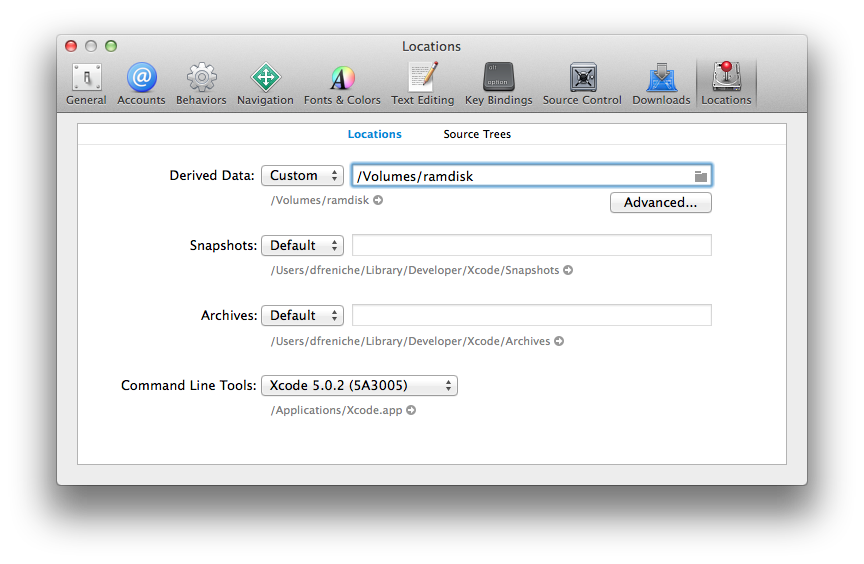 Locations
General Accounts Behaviors Navigation Fonts & Colors Text Editing Key Bindings Source Control Downloads Locations
alt
option
Locations Source Trees
Derived Data: Custom /Volumes/ramdisk
/Volumes/ramdisk
Advanced...
Snapshots: Default
/Users/dfreniche/Library/Developer/Xcode/Snapshots
Archives: Default
/Users/dfreniche/Library/Developer/Xcode/Archives
Command Line Tools: Xcode 5.0.2 (5A3005)
/Applications/Xcode.app